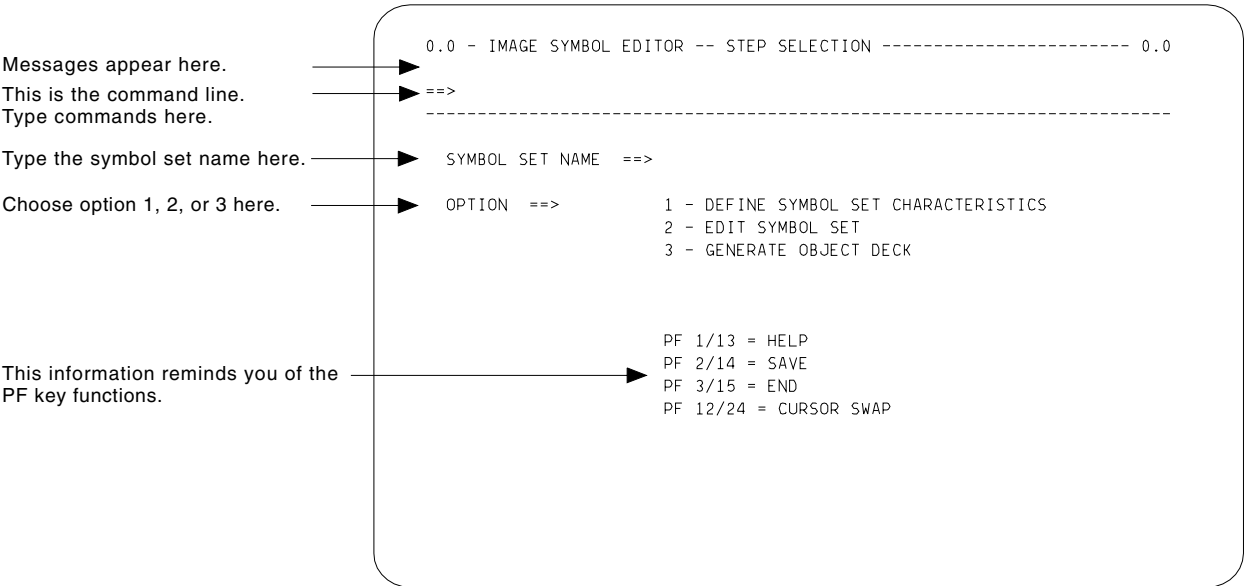 0.0 - IMAGE SYMBOL EDITOR -- STEP SELECTION ------------------------ 0.0
Messages appear here.
This is the command line.
Type commands here.
==>
------------------------------------------------------------------------
Type the symbol set name here.
SYMBOL SET NAME ==>
Choose option 1, 2, or 3 here.
OPTION ==> 1 - DEFINE SYMBOL SET CHARACTERISTICS
2 - EDIT SYMBOL SET
3 - GENERATE OBJECT DECK
PF 1/13 = HELP
PF 2/14 = SAVE
PF 3/15 = END
PF 12/24 = CURSOR SWAP
This information reminds you of the
PF key functions.